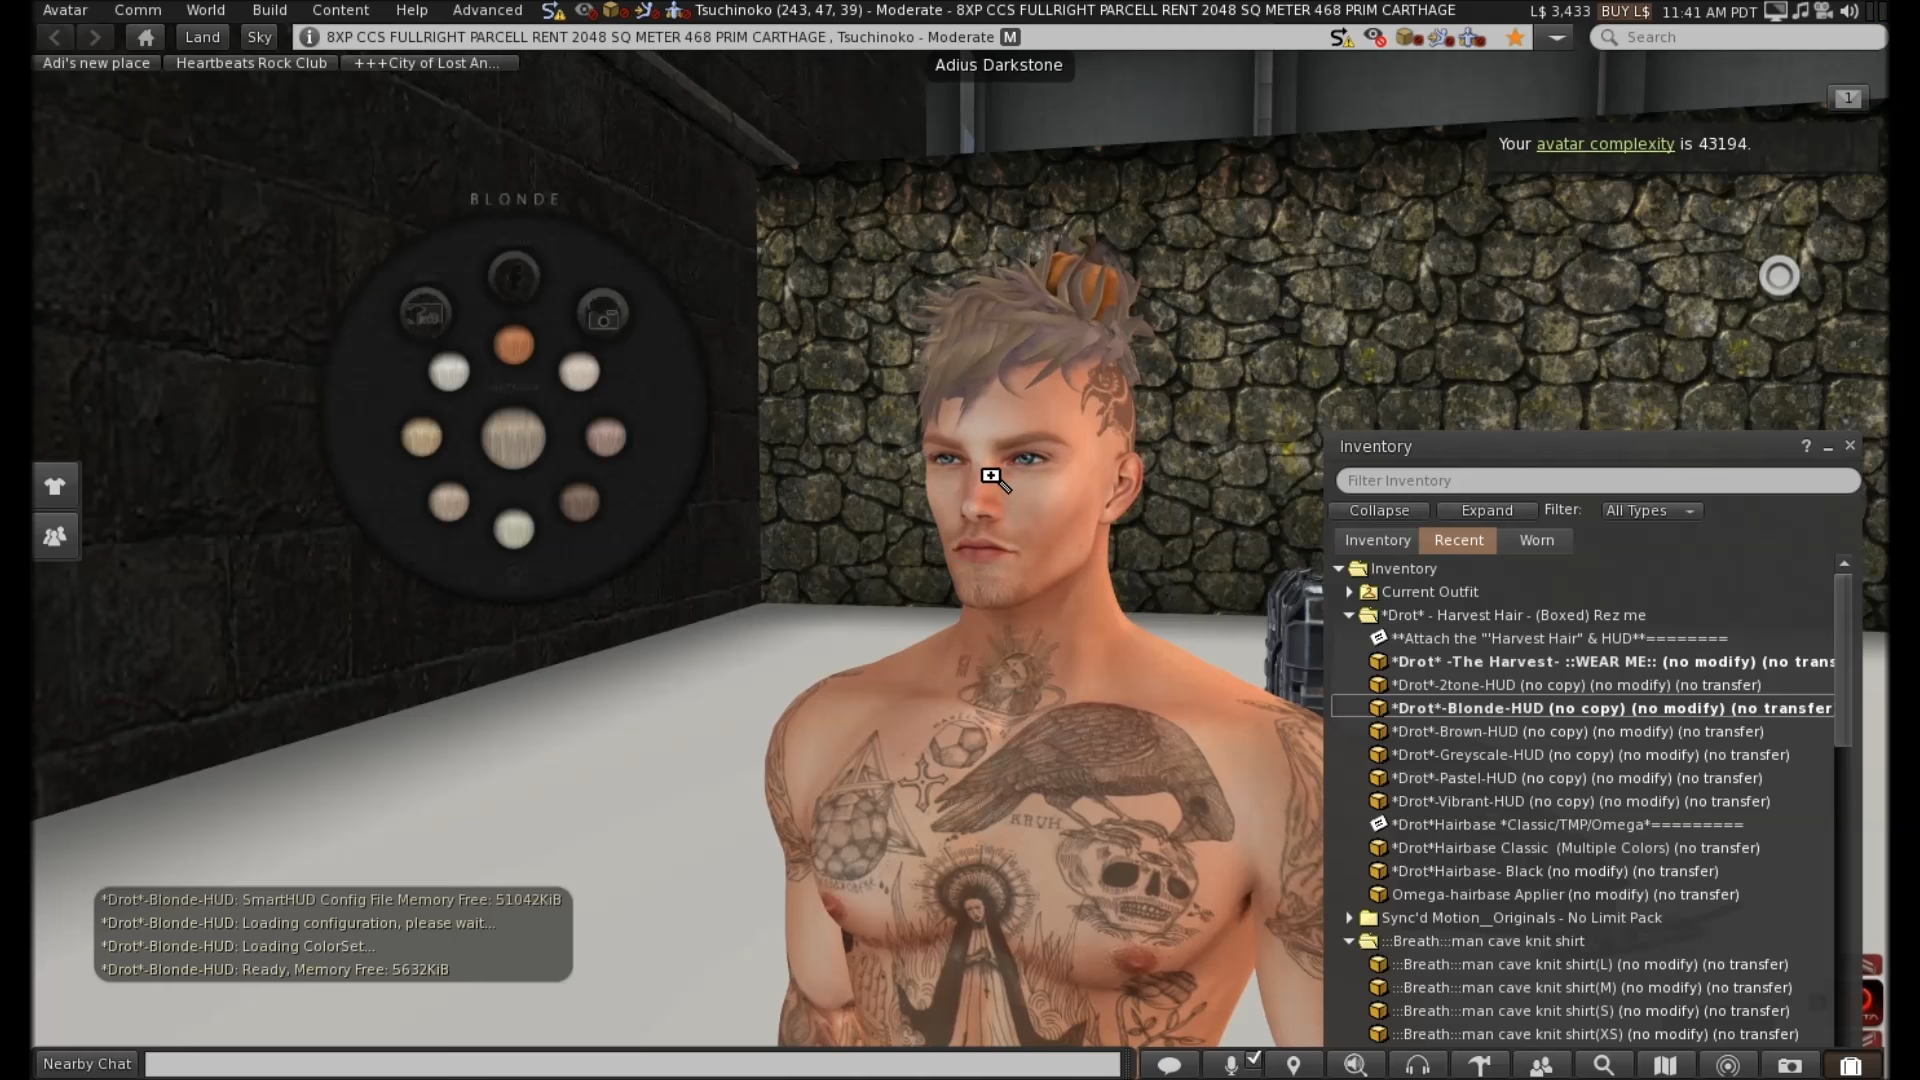 Avatar Comm World Build Content Help Advanced Tsuchinoko (243, 47, 39) - Moderate - 8XP CCS FULLRIGHT PARCELL RENT 2048 SQ METER 468 PRIM CARTHAGE L$ 3,433 BUY L$ 11:41 AM PDT
Land Sky 8XP CCS FULLRIGHT PARCELL RENT 2048 SQ METER 468 PRIM CARTHAGE , Tsuchinoko - Moderate M Search
Adi's new place Heartbeats Rock Club +++City of Lost An...
Adius Darkstone
1
Your avatar complexity is 43194.
BLONDE
Inventory
Filter Inventory
Collapse Expand Filter: All Types
Inventory Recent Worn
Inventory
Current Outfit
*Drot* - Harvest Hair - (Boxed) Rez me
**Attach the "'Harvest Hair" & HUD**========
*Drot* -The Harvest- ::WEAR ME:: (no modify) (no trans
*Drot*-2tone-HUD (no copy) (no modify) (no transfer)
*Drot*-Blonde-HUD (no copy) (no modify) (no transfer
*Drot*-Brown-HUD (no copy) (no modify) (no transfer)
*Drot*-Greyscale-HUD (no copy) (no modify) (no transfer)
*Drot*-Pastel-HUD (no copy) (no modify) (no transfer)
*Drot*-Vibrant-HUD (no copy) (no modify) (no transfer)
*Drot*Hairbase *Classic/TMP/Omega*=========
*Drot*Hairbase Classic (Multiple Colors) (no transfer)
*Drot*Hairbase- Black (no modify) (no transfer)
Omega-hairbase Applier (no modify) (no transfer)
Sync'd Motion__Originals - No Limit Pack
:::Breath:::man cave knit shirt
:::Breath:::man cave knit shirt(L) (no modify) (no transfer)
:::Breath:::man cave knit shirt(M) (no modify) (no transfer)
:::Breath:::man cave knit shirt(S) (no modify) (no transfer)
:::Breath:::man cave knit shirt(XS) (no modify) (no transfer)
KRUH
*Drot*-Blonde-HUD: SmartHUD Config File Memory Free: 51042KiB
*Drot*-Blonde-HUD: Loading configuration, please wait...
*Drot*-Blonde-HUD: Loading ColorSet...
*Drot*-Blonde-HUD: Ready, Memory Free: 5632KiB
Nearby Chat